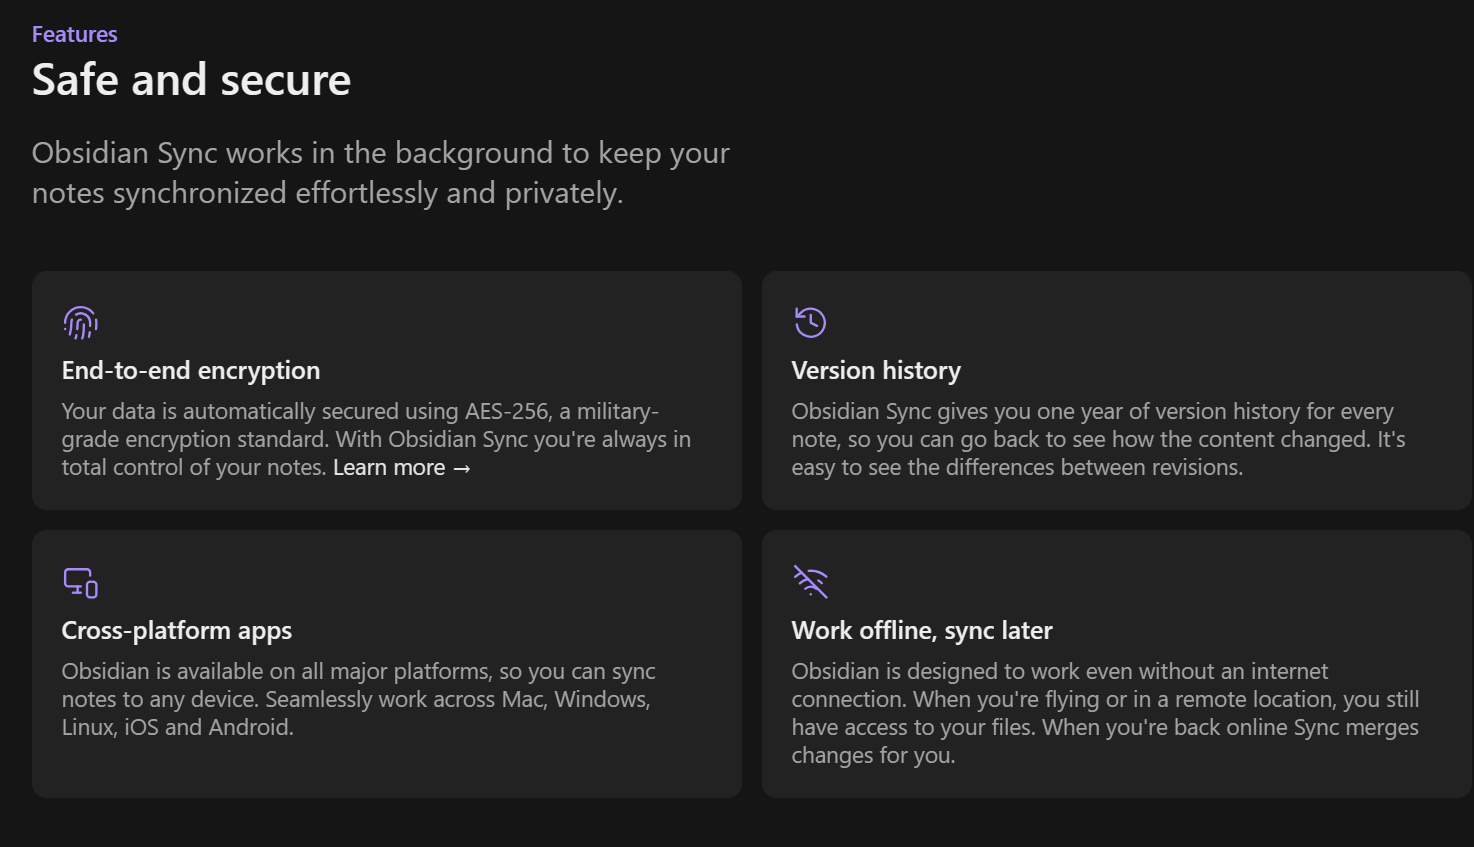 Features
Safe and secure
Obsidian Sync works in the background to keep your
notes synchronized effortlessly and privately.
End-to-end encryption
Your data is automatically secured using AES-256, a military-
grade encryption standard. With Obsidian Sync you're always in
total control of your notes. Learn more →
Version history
Obsidian Sync gives you one year of version history for every
note, so you can go back to see how the content changed. It's
easy to see the differences between revisions.
Cross-platform apps
Obsidian is available on all major platforms, so you can sync
notes to any device. Seamlessly work across Mac, Windows,
Linux, iOS and Android.
Work offline, sync later
Obsidian is designed to work even without an internet
connection. When you're flying or in a remote location, you still
have access to your files. When you're back online Sync merges
changes for you.